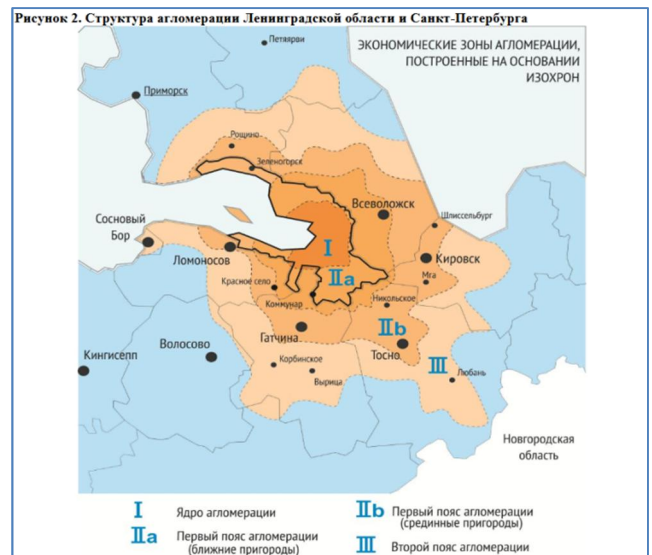 Рисунок 2. Структура агломерации Ленинградской области и Санкт-Петербурга
ЭКОНОМИЧЕСКИЕ ЗОНЫ АГЛОМЕРАЦИИ,
ПОСТРОЕННЫЕ НА ОСНОВАНИИ
ИЗОХРОН
Петяярви
Приморск
Рощино
Зеленогорск
Всеволожск
Шлиссельбург
Сосновый
Бор
I
Ломоносов
Кировск
Красное село
IIa
Мга
Коммунар
Никольское
Гатчина
IIb
Тосно
Волосово
Кингисепп
Корбинское
III
Любань
Вырица
Новгородская
область
I Ядро агломерации
IIa Первый пояс агломерации
(ближние пригороды)
IIb Первый пояс агломерации
(срединные пригороды)
III Второй пояс агломерации